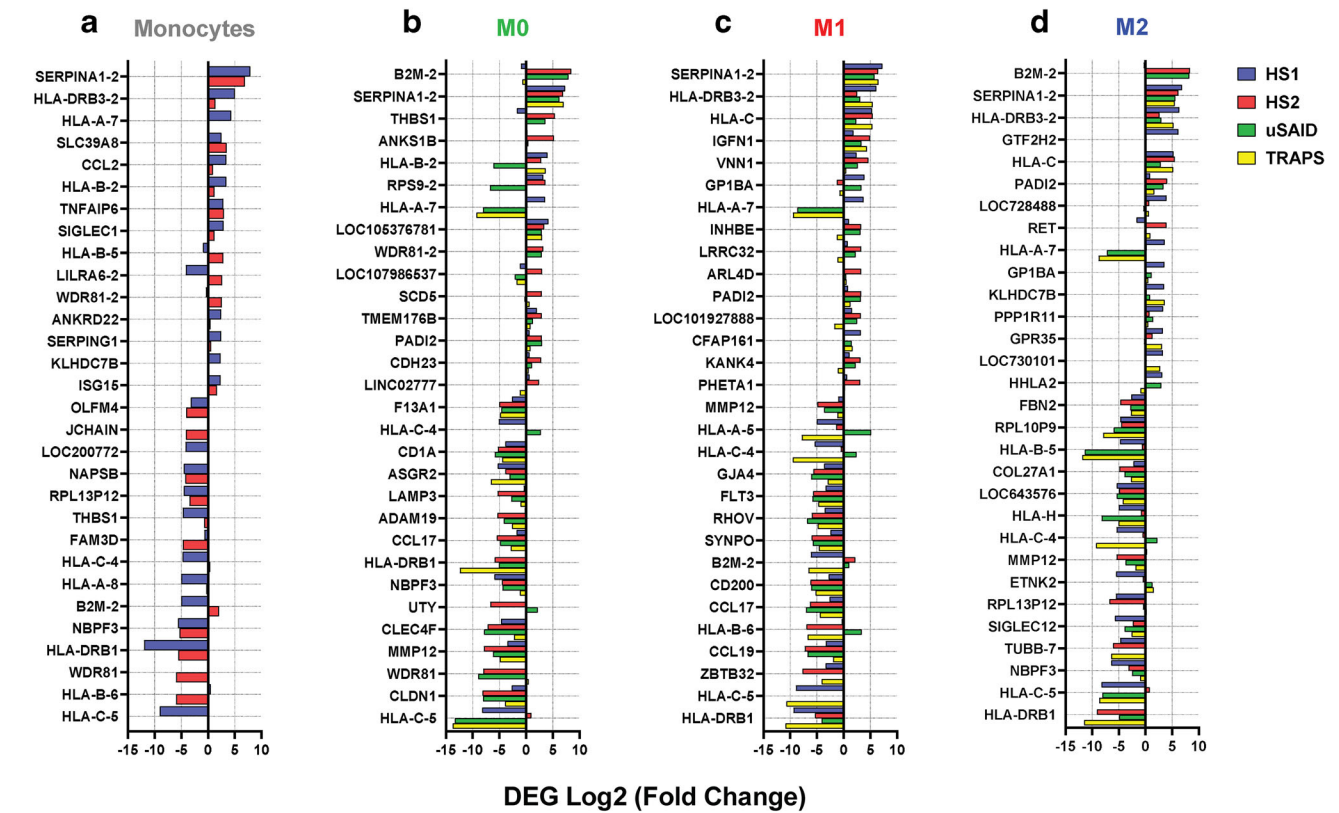 a Monocytes
SERPINA1-2
HLA-DRB3-2
HLA-A-7
SLC39A8
CCL2
HLA-B-2
TNFAIP6
SIGLEC1
HLA-B-5
LILRA6-2
WDR81-2
ANKRD22
SERPING1
KLHDC7B
ISG15
OLFM4
JCHAIN
LOC200772
NAPSB
RPL13P12
THBS1
FAM3D
HLA-C-4
HLA-A-8
B2M-2
NBPF3
HLA-DRB1
WDR81
HLA-B-6
HLA-C-5
-15 -10 -5 0 5 10
b M0
B2M-2
SERPINA1-2
THBS1
ANKS1B
HLA-B-2
RPS9-2
HLA-A-7
LOC105376781
WDR81-2
LOC107986537
SCD5
TMEM176B
PADI2
CDH23
LINC02777
F13A1
HLA-C-4
CD1A
ASGR2
LAMP3
ADAM19
CCL17
HLA-DRB1
NBPF3
UTY
CLEC4F
MMP12
WDR81
CLDN1
HLA-C-5
-15 -10 -5 0 5 10
c M1
SERPINA1-2
HLA-DRB3-2
HLA-C
IGFN1
VNN1
GP1BA
HLA-A-7
INHBE
LRRC32
ARL4D
PADI2
LOC101927888
CFAP161
KANK4
PHETA1
MMP12
HLA-A-5
HLA-C-4
GJA4
FLT3
RHOV
SYNPO
B2M-2
CD200
CCL17
HLA-B-6
CCL19
ZBTB32
HLA-C-5
HLA-DRB1
-15 -10 -5 0 5 10
d M2
B2M-2
SERPINA1-2
HLA-DRB3-2
GTF2H2
HLA-C
PADI2
LOC728488
RET
HLA-A-7
GP1BA
KLHDC7B
PPP1R11
GPR35
LOC730101
HHLA2
FBN2
RPL10P9
HLA-B-5
COL27A1
LOC643576
HLA-H
HLA-C-4
MMP12
ETNK2
RPL13P12
SIGLEC12
TUBB-7
NBPF3
HLA-C-5
HLA-DRB1
-15 -10 -5 0 5 10
HS1
HS2
uSAID
TRAPS
DEG Log2 (Fold Change)